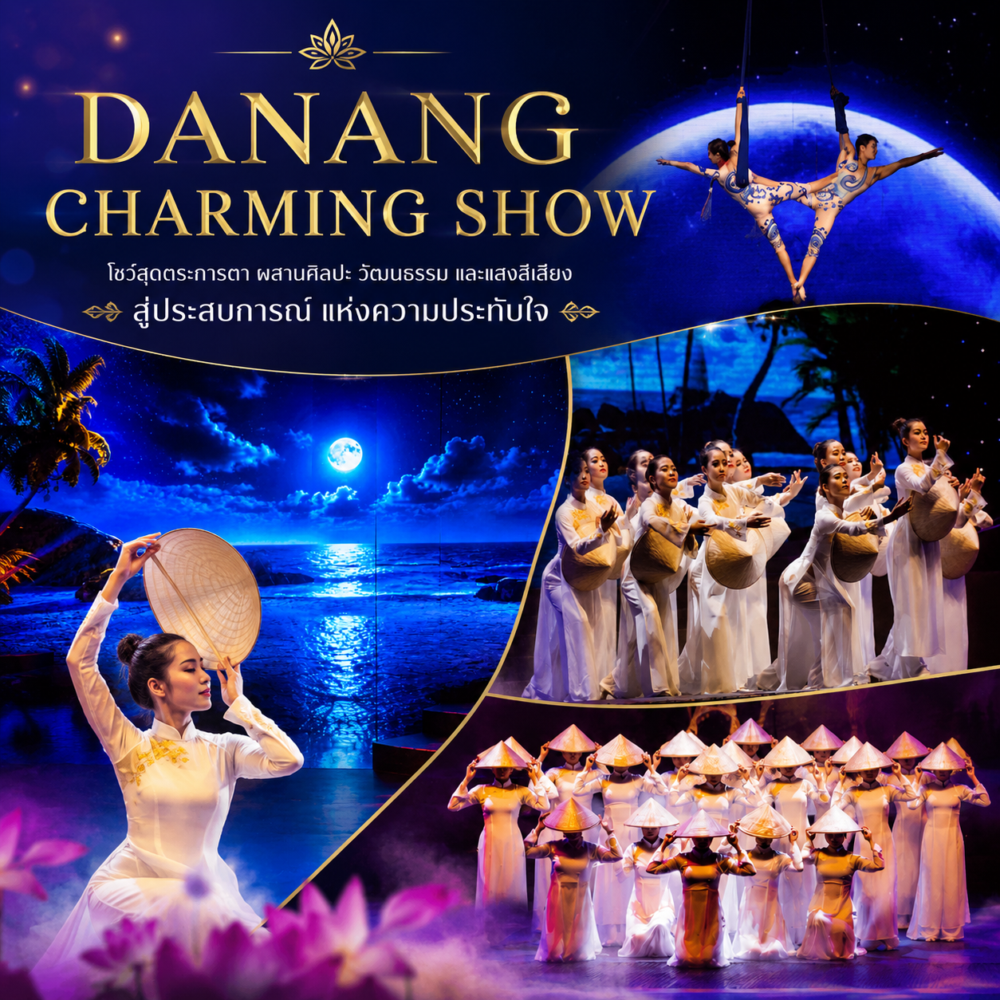 DANANG
CHARMING SHOW
โชว์สุดตระการตา ผสานศิลปะ วัฒนธรรม และแสงสีเสียง
สู่ประสบการณ์ แห่งความประทับใจ